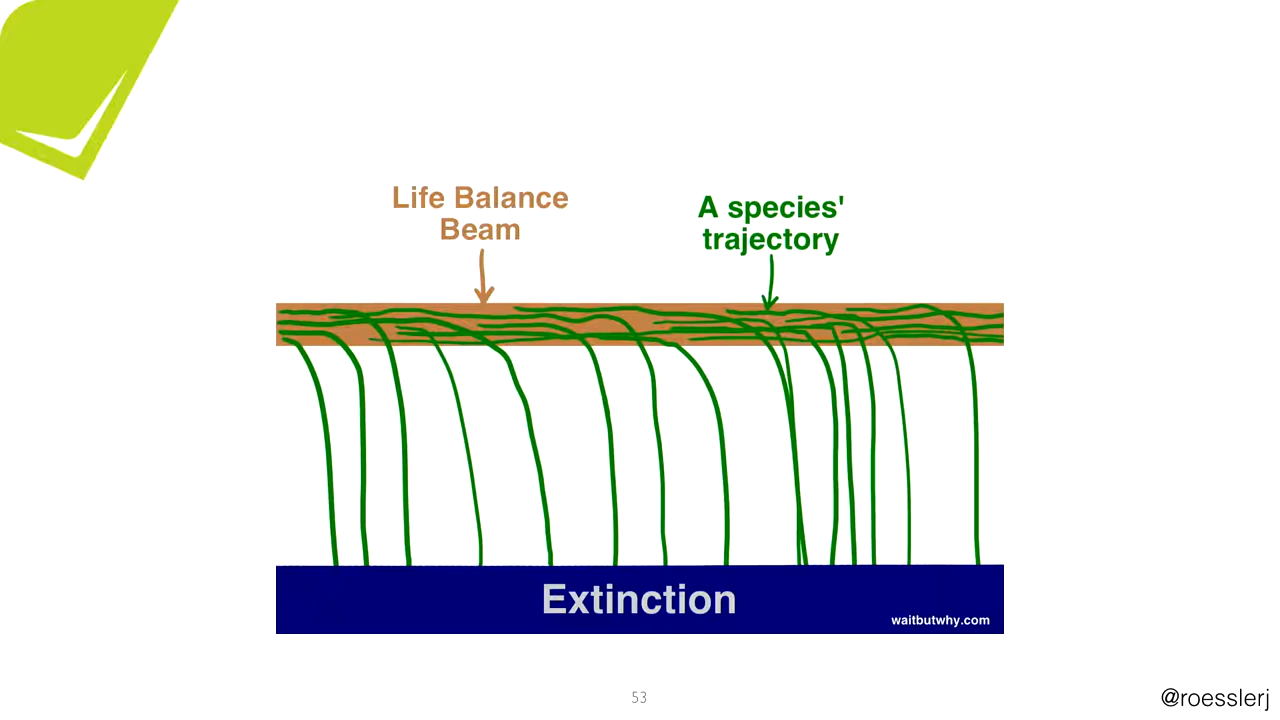 Life Balance
Beam
A species'
trajectory
Extinction
waitbutwhy.com
53
@roesslerj